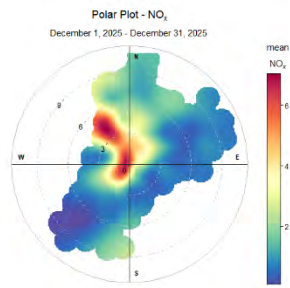 Polar Plot - NOₓ
December 1, 2025 - December 31, 2025
mean
NOₓ
N
9
6
6
3
4
W
0
E
2
S